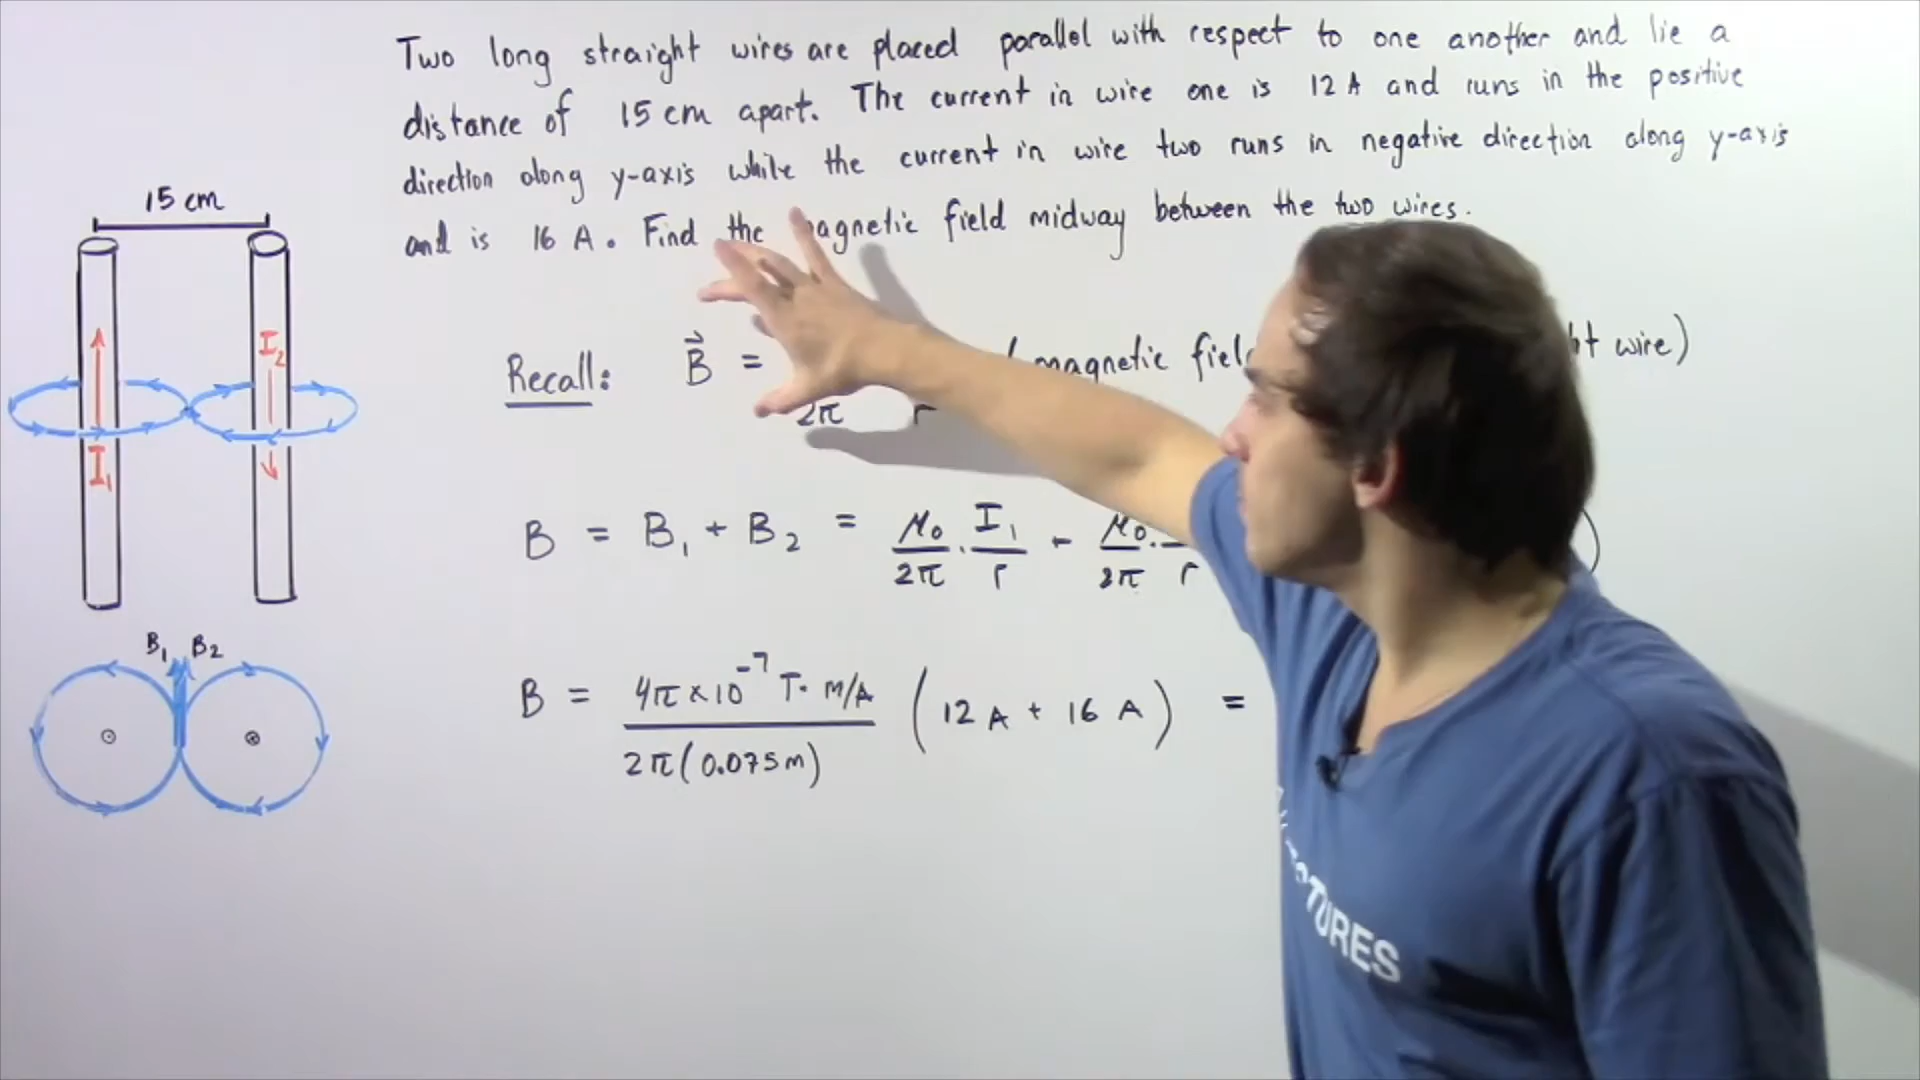 Two long straight wires are placed parallel with respect to one another and lie a
distance of 15 cm apart. The current in wire one is 12 A and runs in the positive
direction along y-axis while the current in wire two runs in negative direction along y-axis
and is 16 A. Find the magnetic field midway between the two wires.
15 cm
I₂
I₁
Recall: B⃗ = 2π r (magnetic fiel ht wire)
B = B₁ + B₂ = μ₀/2π · I₁/r - μ₀/2π · /r )
B₁ B₂
B = 4π×10⁻⁷ T·m/A / 2π(0.075m) (12 A + 16 A) =
CTURES